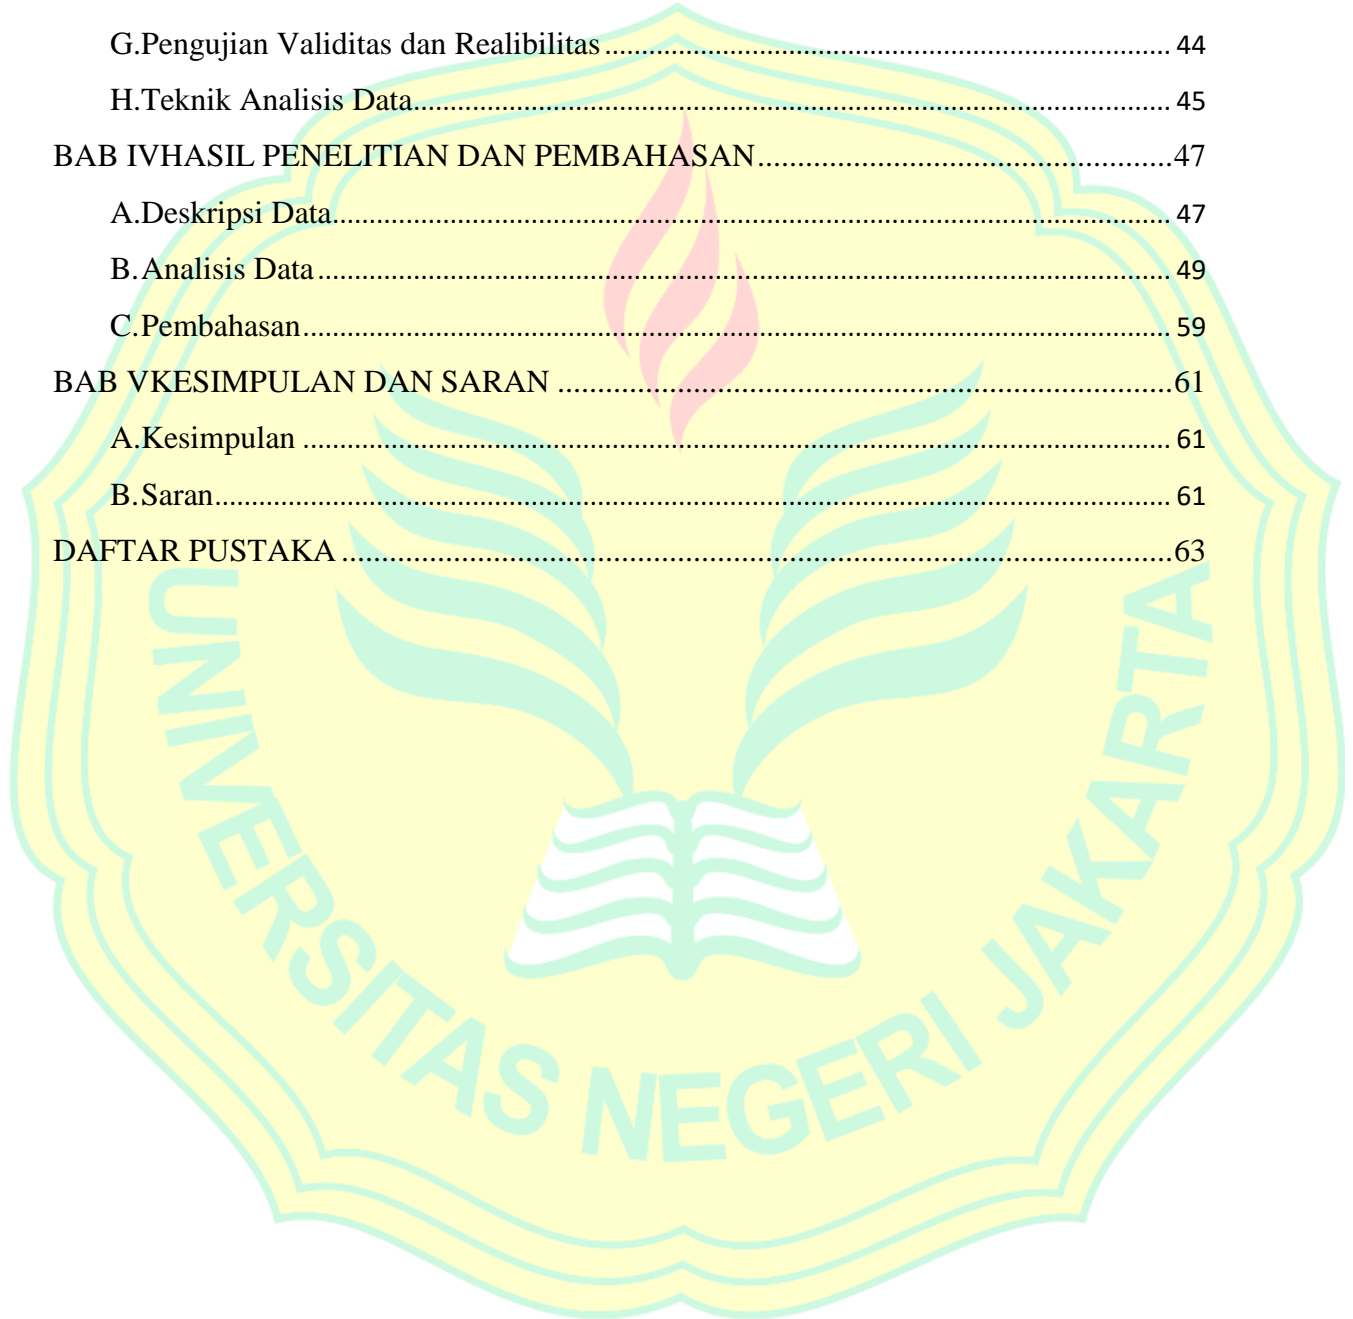 G.Pengujian Validitas dan Realibilitas........................................................................... 44
H.Teknik Analisis Data.................................................................................................... 45
BAB IVHASIL PENELITIAN DAN PEMBAHASAN....................................................47
A.Deskripsi Data.............................................................................................................. 47
B.Analisis Data................................................................................................................ 49
C.Pembahasan.................................................................................................................. 59
BAB VKESIMPULAN DAN SARAN .............................................................................61
A.Kesimpulan .................................................................................................................. 61
B.Saran............................................................................................................................. 61
DAFTAR PUSTAKA ........................................................................................................63
UNIVERSITAS NEGERI JAKARTA